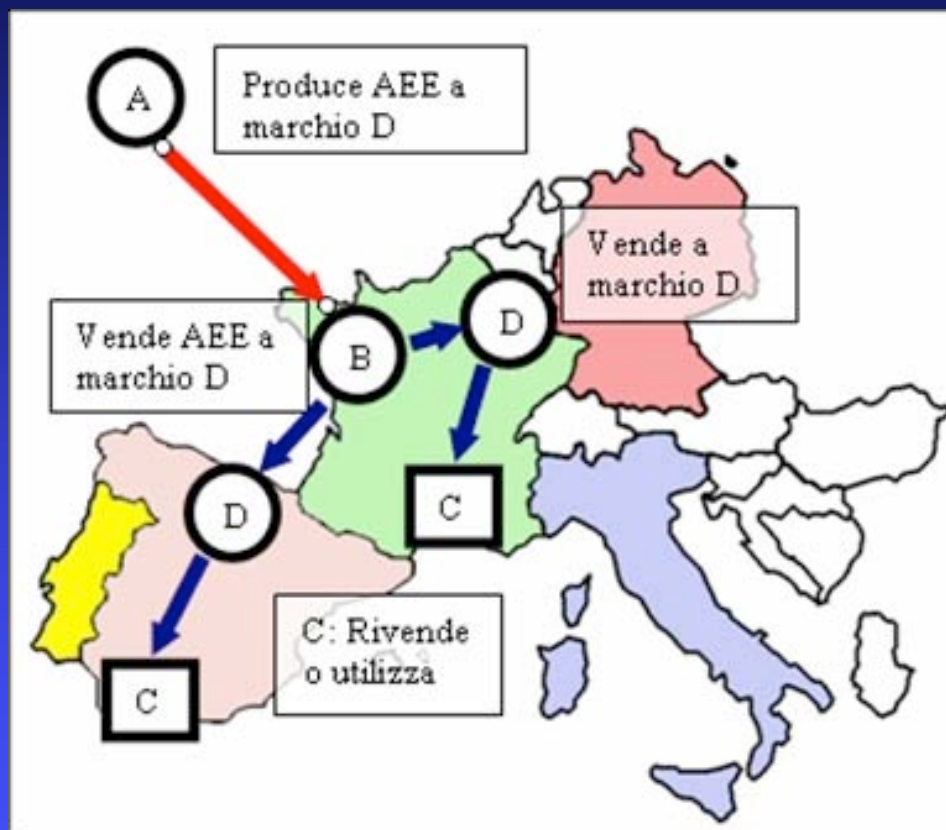 A
Produce AEE a
marchio D
Vende a
marchio D
Vende AEE a
marchio D
B
D
D
C
C: Rivende
o utilizza
C